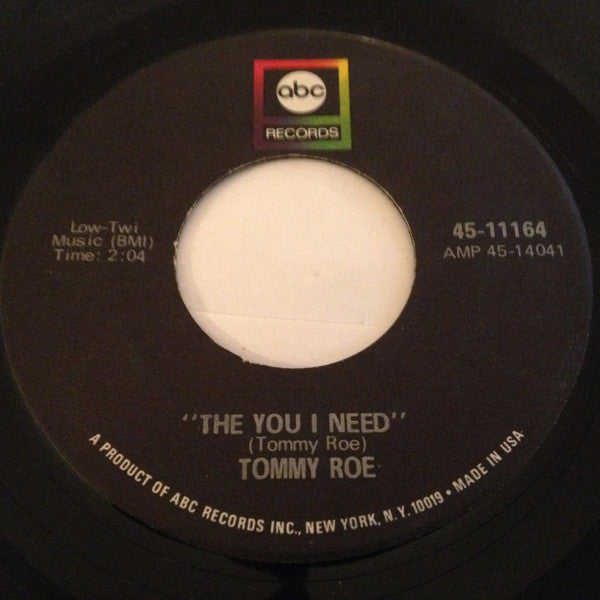 abc
RECORDS
Low-Twi
Music (BMI)
Time: 2:04
45-11164
AMP 45-14041
"THE YOU I NEED"
(Tommy Roe)
TOMMY ROE
A PRODUCT OF ABC RECORDS INC., NEW YORK, N.Y. 10019 • MADE IN USA